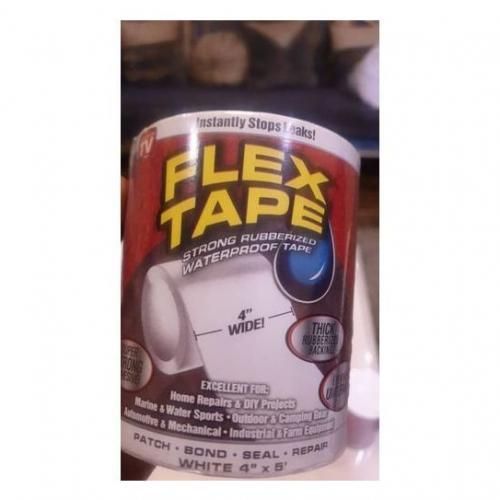 Instantly Stops Leaks!
TV
FLEX
TAPE
STRONG RUBBERIZED
WATERPROOF TAPE
4"
WIDE!
THICK
RUBBERIZED
BACKING
EXCELLENT FOR:
Home Repairs & DIY Projects
Marine & Water Sports • Outdoor & Camping Gear
Automotive & Mechanical • Industrial & Farm Equipment
PATCH • BOND • SEAL • REPAIR
WHITE 4" x 5'